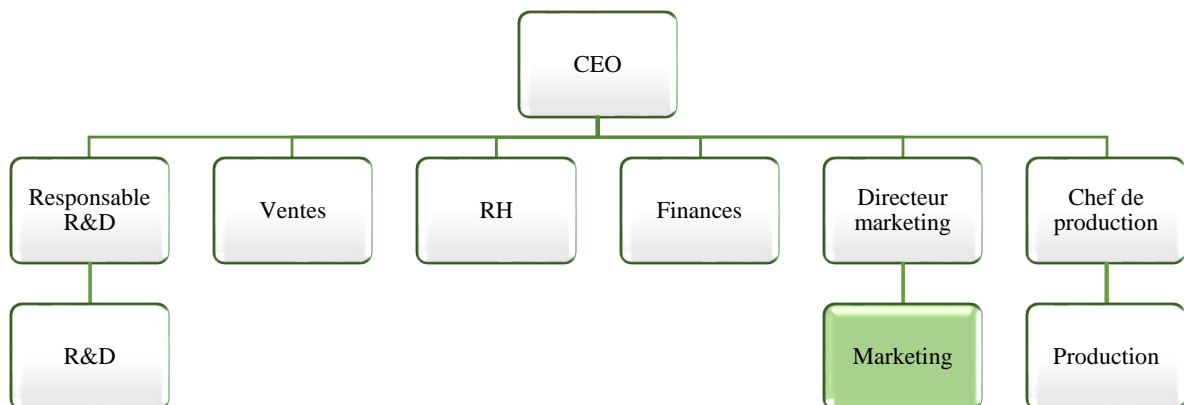 CEO
Responsable
R&D
Ventes
RH
Finances
Directeur
marketing
Chef de
production
R&D
Marketing
Production